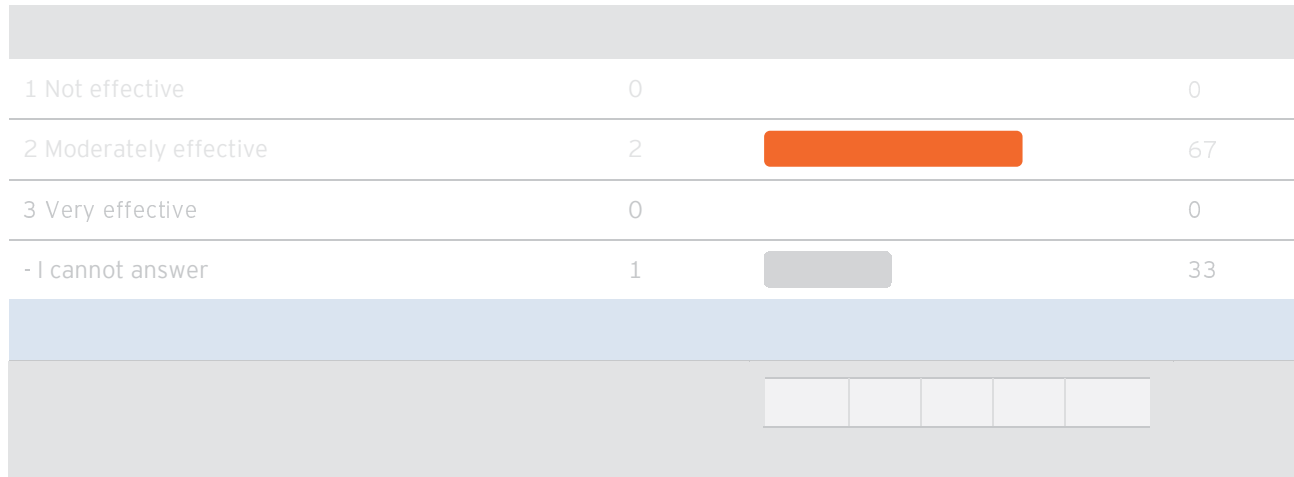 1 Not effective 0 0
2 Moderately effective 2 67
3 Very effective 0 0
- I cannot answer 1 33